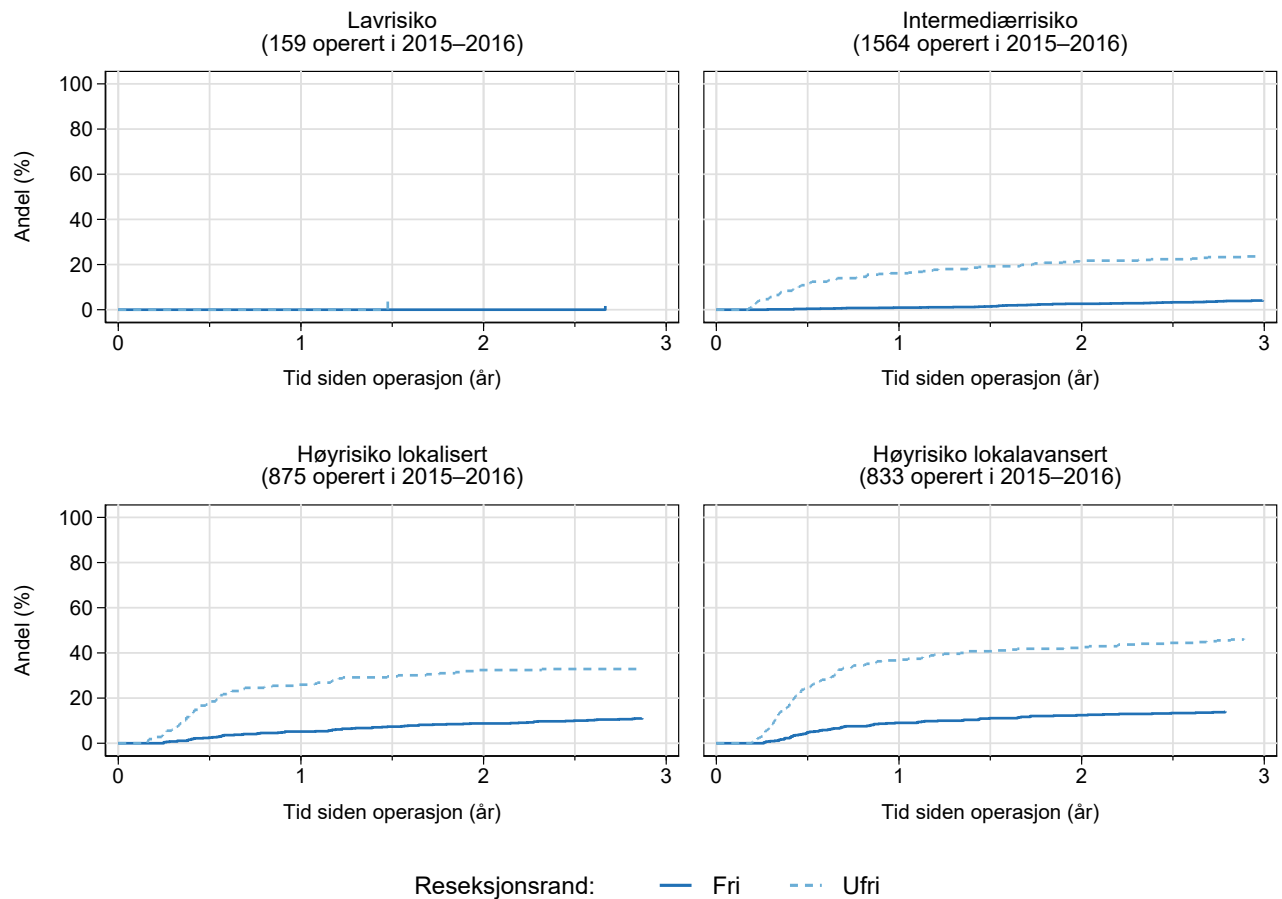 Lavrisiko
(159 operert i 2015–2016)
Intermediærrisiko
(1564 operert i 2015–2016)
Andel (%)
100
80
60
40
20
0
0 1 2 3
Tid siden operasjon (år)
0 1 2 3
Tid siden operasjon (år)
Høyrisiko lokalisert
(875 operert i 2015–2016)
Høyrisiko lokalavansert
(833 operert i 2015–2016)
Andel (%)
100
80
60
40
20
0
0 1 2 3
Tid siden operasjon (år)
0 1 2 3
Tid siden operasjon (år)
Reseksjonsrand: Fri Ufri